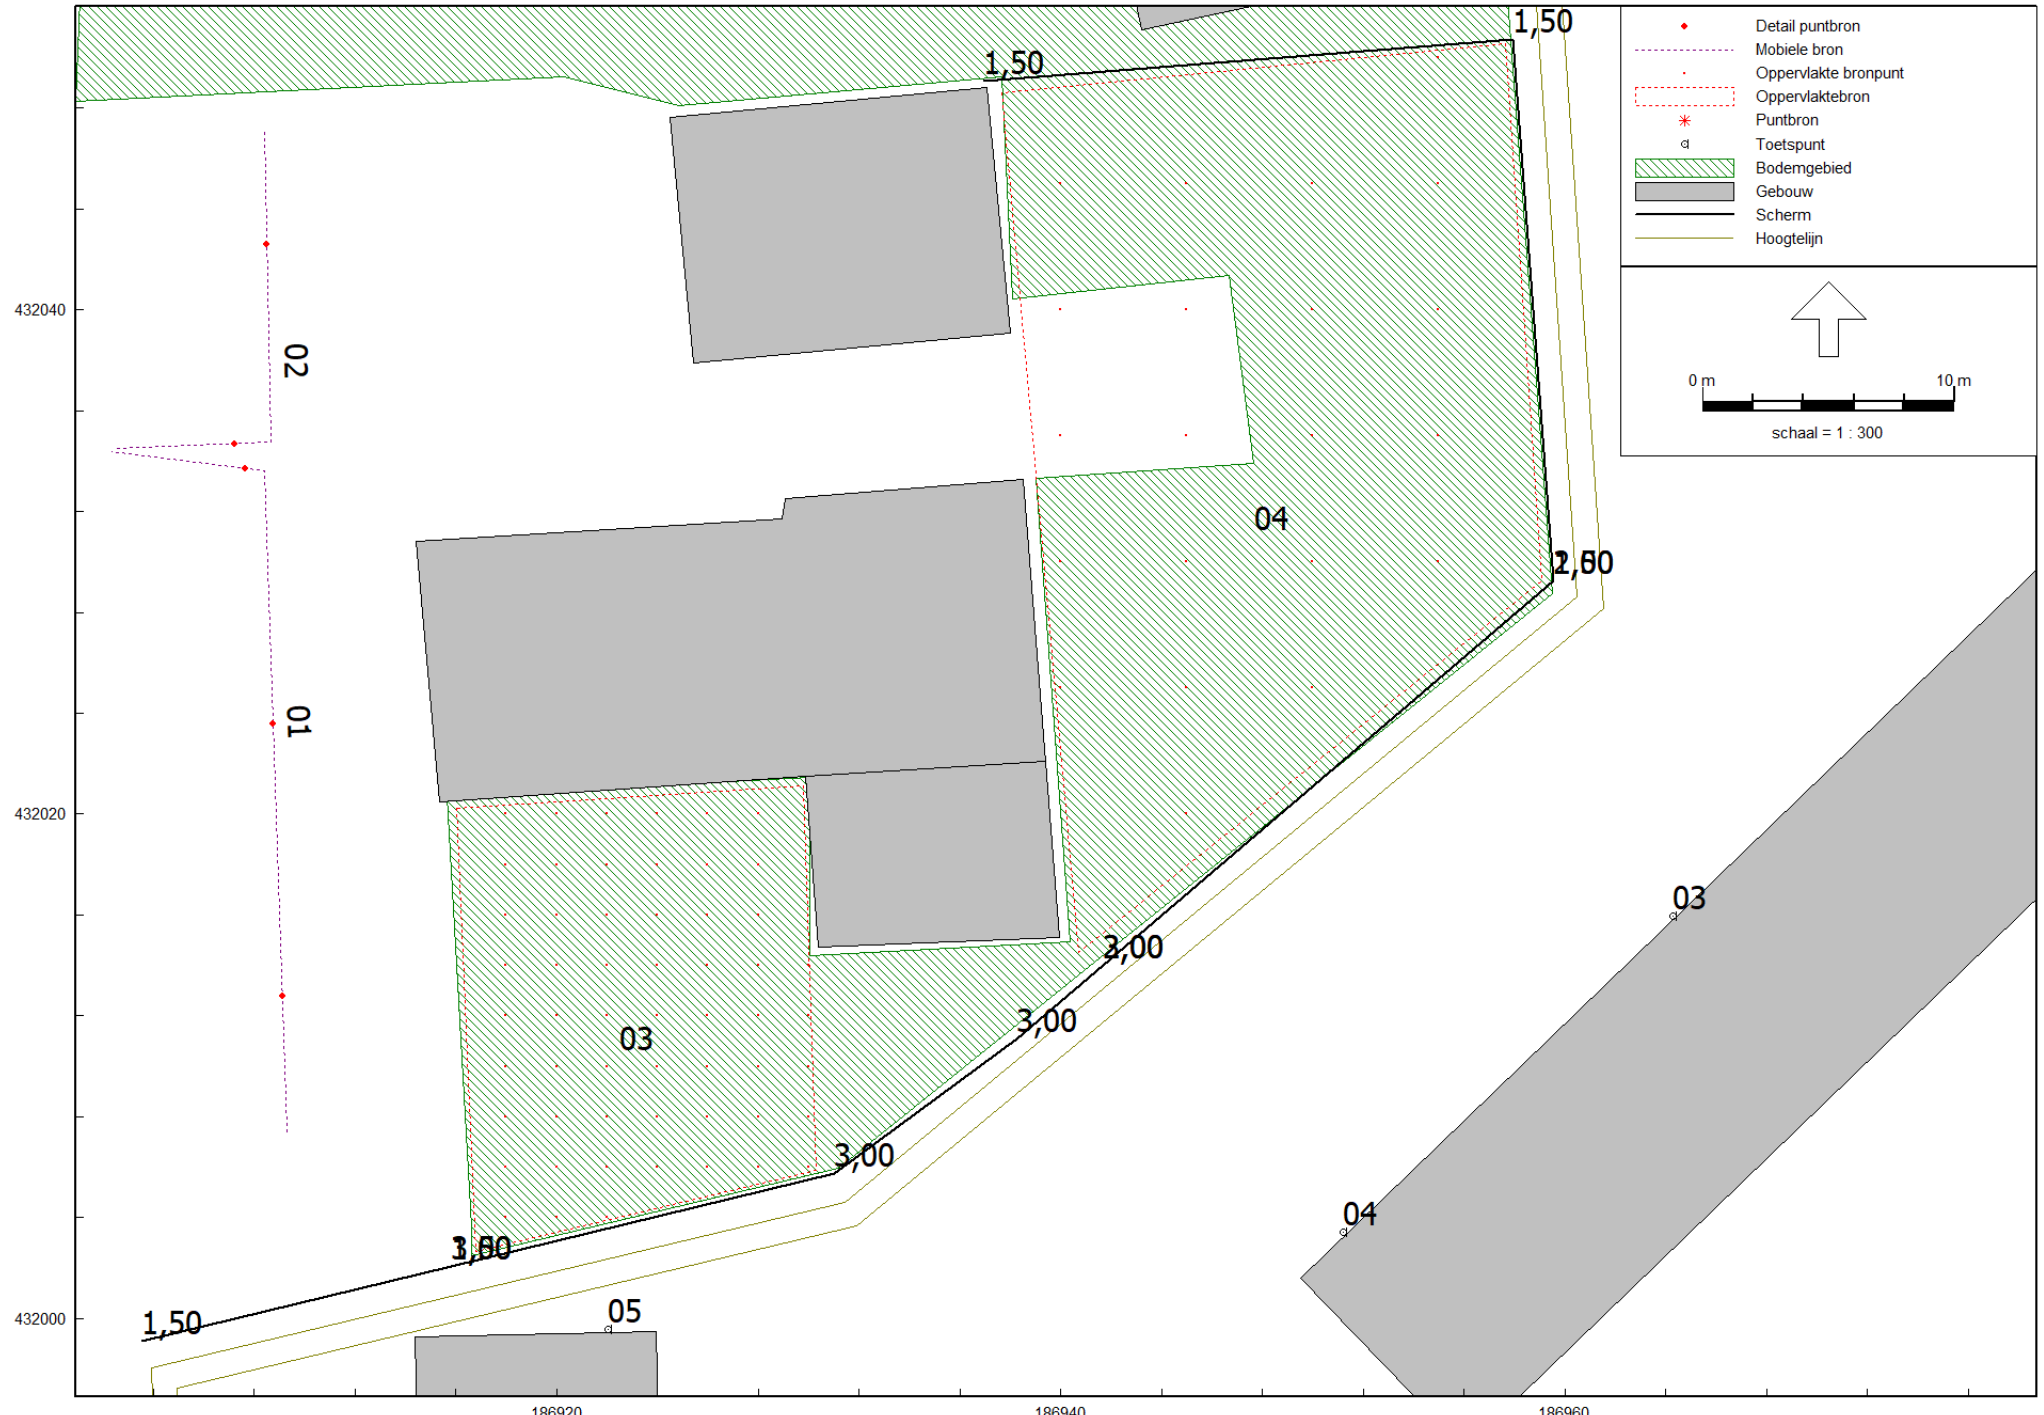 1,50
1,50
Detail puntbron
Mobiele bron
Oppervlakte bronpunt
Oppervlaktebron
Puntbron
Toetspunt
Bodemgebied
Gebouw
Scherm
Hoogtelijn
0 m 10 m
schaal = 1 : 300
432040
02
04
01
432020
03
03
3,00
3,00
04
1,50
05
432000
186920
186940
186960